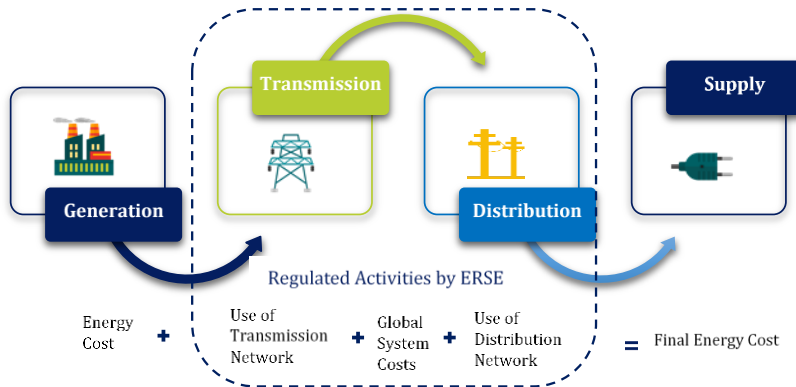 Transmission
Supply
Generation
Distribution
Regulated Activities by ERSE
Energy
Cost
+
Use of
Transmission
Network
+
Global
System
Costs
+
Use of
Distribution
Network
=
Final Energy Cost